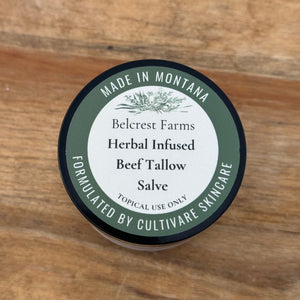 MADE IN MONTANA
Belcrest Farms
Herbal Infused
Beef Tallow
Salve
TOPICAL USE ONLY
FORMULATED BY CULTIVARE SKINCARE